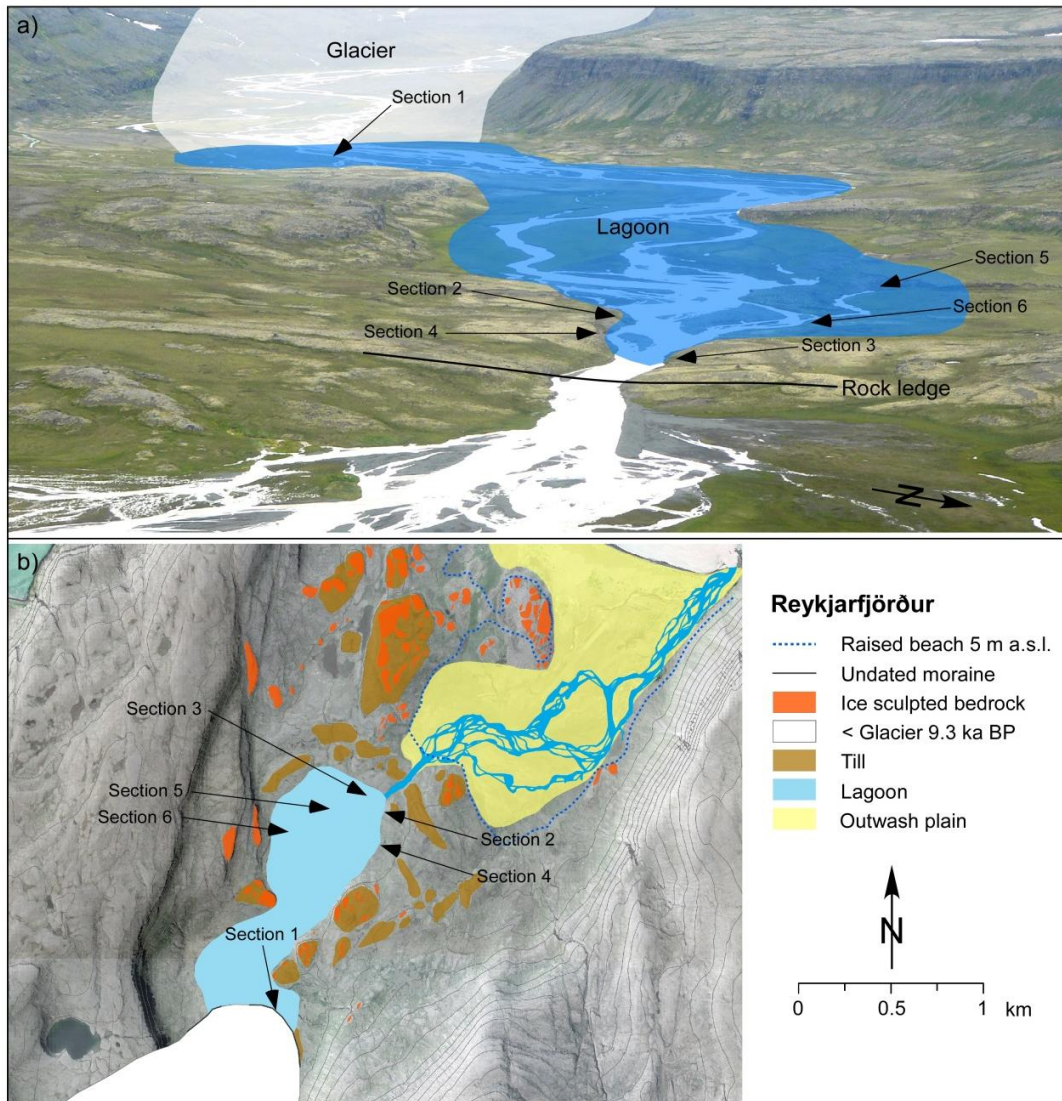 a)
Glacier
Section 1
Lagoon
Section 5
Section 2
Section 6
Section 4
Section 3
Rock ledge
N
b)
Section 3
Section 5
Section 6
Section 2
Section 4
Section 1
Reykjarfjörður
Raised beach 5 m a.s.l.
Undated moraine
Ice sculpted bedrock
< Glacier 9.3 ka BP
Till
Lagoon
Outwash plain
N
0 0.5 1
km